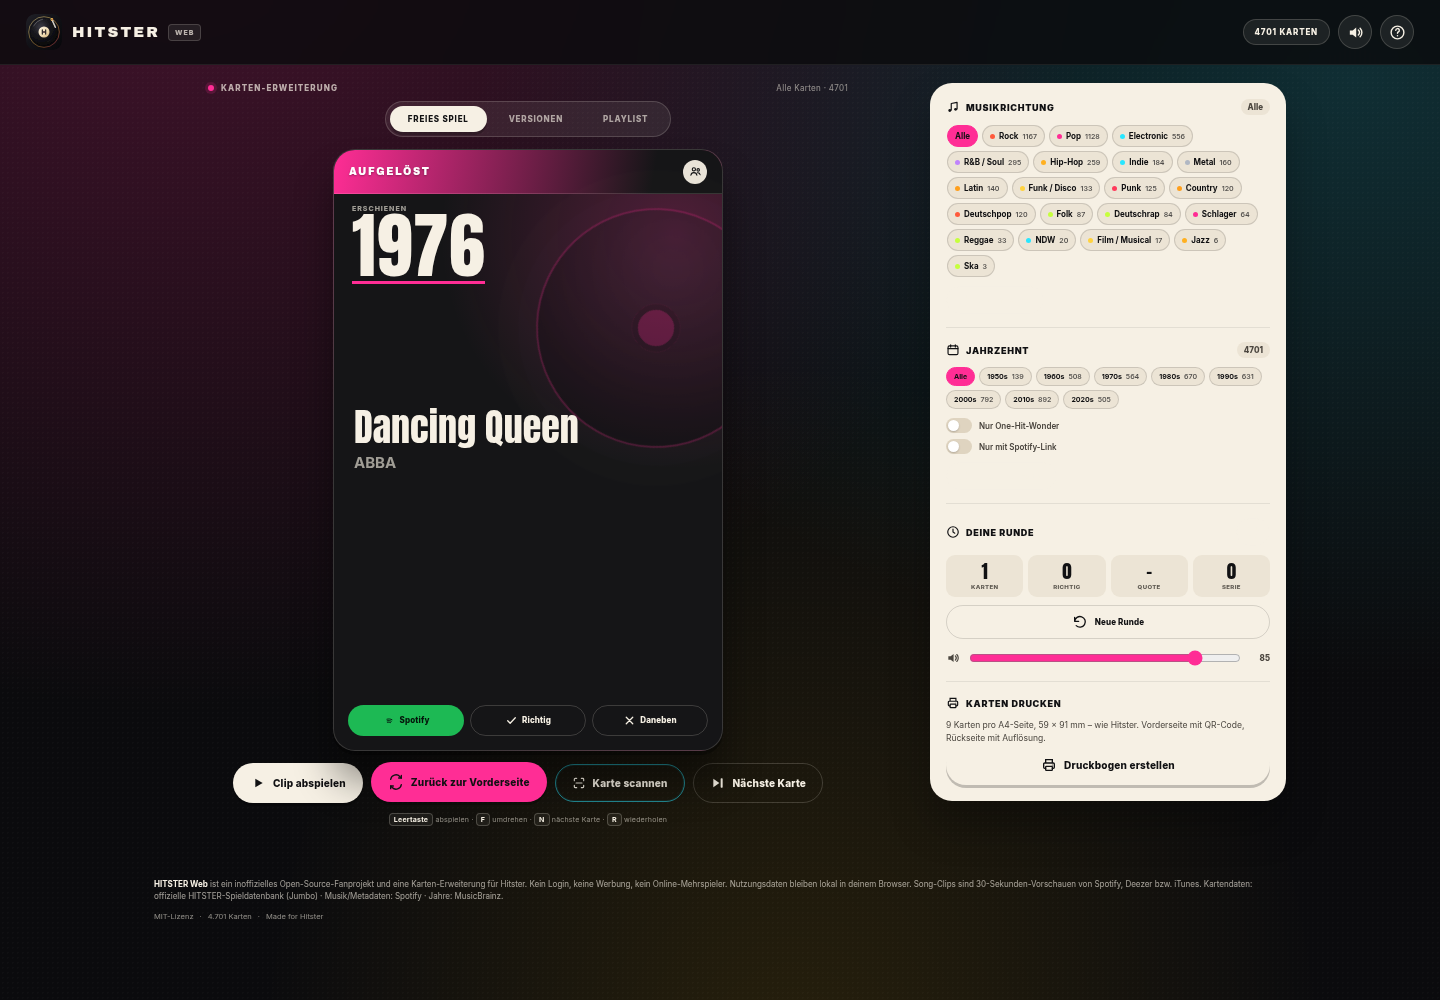 HITSTER WEB
4701 KARTEN
KARTEN-ERWEITERUNG
Alle Karten · 4701
FREIES SPIEL VERSIONEN PLAYLIST
AUFGELÖST
ERSCHIENEN
1976
Dancing Queen
ABBA
Spotify Richtig Daneben
Clip abspielen Zurück zur Vorderseite Karte scannen Nächste Karte
Leertaste abspielen · F umdrehen · N nächste Karte · R wiederholen
MUSIKRICHTUNG Alle
Alle Rock 1167 Pop 1128 Electronic 556
R&B / Soul 295 Hip-Hop 259 Indie 184 Metal 160
Latin 140 Funk / Disco 133 Punk 125 Country 120
Deutschpop 120 Folk 87 Deutschrap 84 Schlager 64
Reggae 33 NDW 20 Film / Musical 17 Jazz 6
Ska 3
JAHRZEHNT 4701
Alle 1950s 139 1960s 508 1970s 564 1980s 670 1990s 631
2000s 792 2010s 892 2020s 505
Nur One-Hit-Wonder
Nur mit Spotify-Link
DEINE RUNDE
1 0 - 0
KARTEN RICHTIG QUOTE SERIE
Neue Runde
85
KARTEN DRUCKEN
9 Karten pro A4-Seite, 59 × 91 mm – wie Hitster. Vorderseite mit QR-Code,
Rückseite mit Auflösung.
Druckbogen erstellen
HITSTER Web ist ein inoffizielles Open-Source-Fanprojekt und eine Karten-Erweiterung für Hitster. Kein Login, keine Werbung, kein Online-Mehrspieler. Nutzungsdaten bleiben lokal in deinem Browser. Song-Clips sind 30-Sekunden-Vorschauen von Spotify, Deezer bzw. iTunes. Kartendaten:
offizielle HITSTER-Spieldatenbank (Jumbo) · Musik/Metadaten: Spotify · Jahre: MusicBrainz.
MIT-Lizenz · 4.701 Karten · Made for Hitster